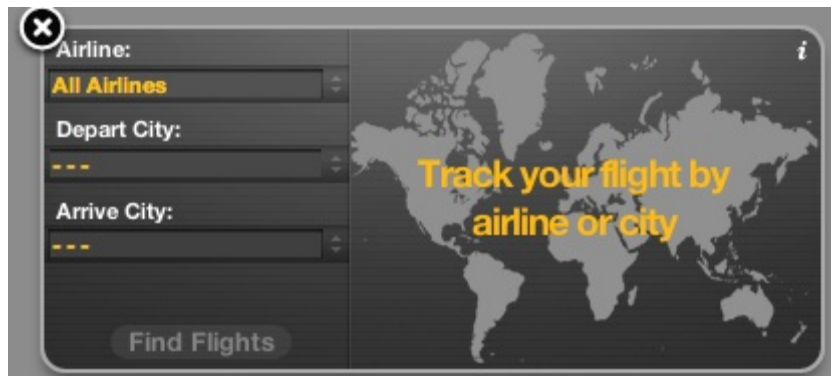 Airline:
All Airlines
Depart City:
---
Arrive City:
---
Find Flights
i
Track your flight by
airline or city